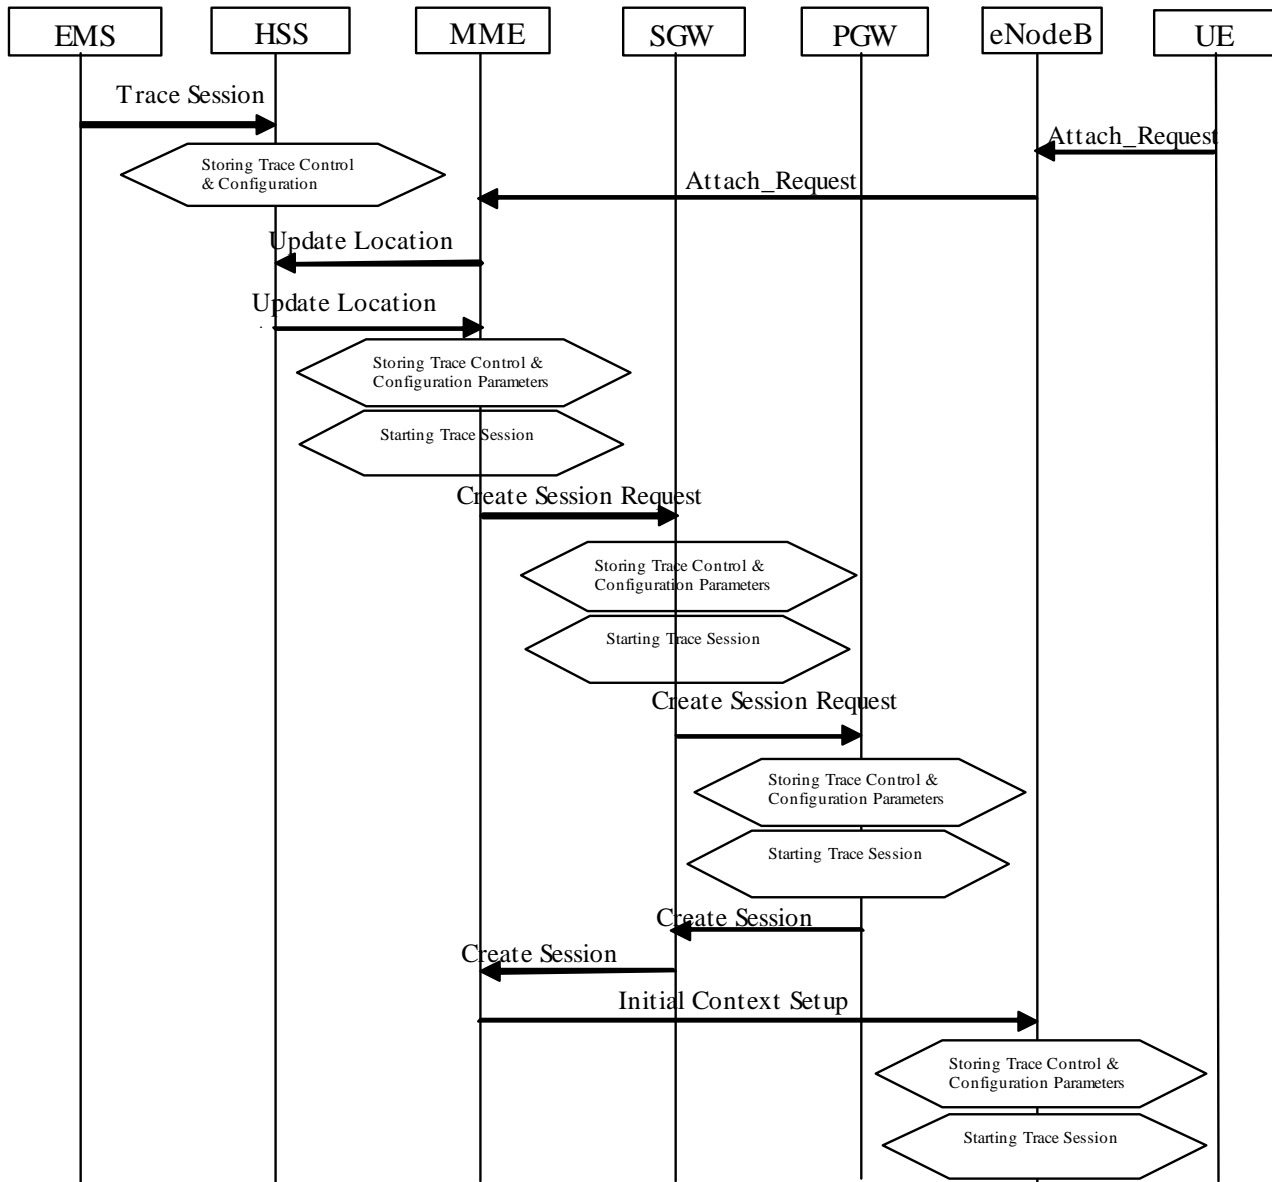 EMS
HSS
MME
SGW
PGW
eNodeB
UE
Trace Session
Attach_Request
Storing Trace Control
& Configuration
Attach_Request
Update Location
Update Location
Storing Trace Control &
Configuration Parameters
Starting Trace Session
Create Session Request
Storing Trace Control &
Configuration Parameters
Starting Trace Session
Create Session Request
Storing Trace Control &
Configuration Parameters
Starting Trace Session
Create Session
Create Session
Initial Context Setup
Storing Trace Control &
Configuration Parameters
Starting Trace Session